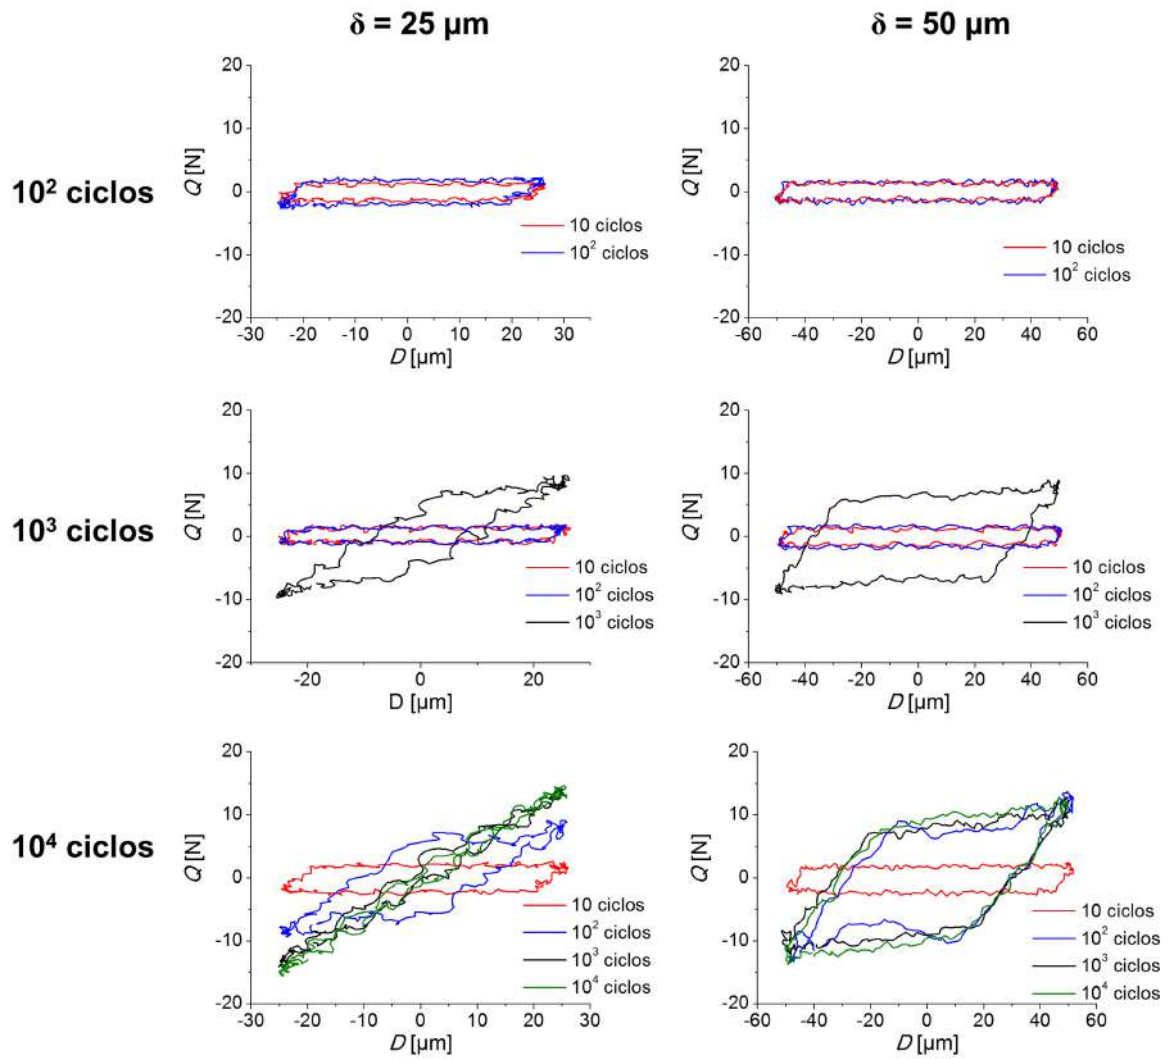 δ = 25 µm
δ = 50 µm
10² ciclos
20
10
0
-10
-20
Q [N]
-30 -20 -10 0 10 20 30
D [µm]
10 ciclos
10² ciclos
20
10
0
-10
-20
Q [N]
-60 -40 -20 0 20 40 60
D [µm]
10 ciclos
10² ciclos
10³ ciclos
20
10
0
-10
-20
Q [N]
-20 0 20
D [µm]
10 ciclos
10² ciclos
10³ ciclos
20
10
0
-10
-20
Q [N]
-60 -40 -20 0 20 40 60
D [µm]
10 ciclos
10² ciclos
10³ ciclos
10⁴ ciclos
20
10
0
-10
-20
Q [N]
-30 -20 -10 0 10 20 30
D [µm]
10 ciclos
10² ciclos
10³ ciclos
10⁴ ciclos
20
10
0
-10
-20
Q [N]
-60 -40 -20 0 20 40 60
D [µm]
10 ciclos
10² ciclos
10³ ciclos
10⁴ ciclos